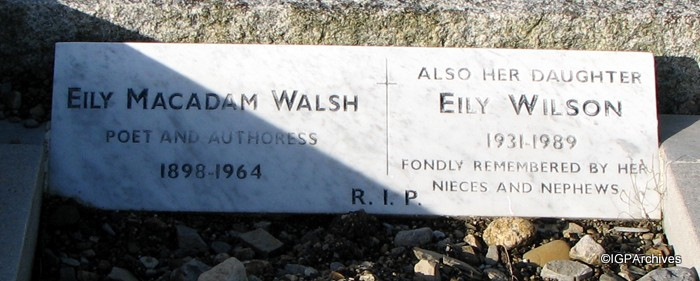 EILY MACADAM WALSH
POET AND AUTHORESS
1898-1964
ALSO HER DAUGHTER
EILY WILSON
1931-1989
FONDLY REMEMBERED BY HER
NIECES AND NEPHEWS.
R. I. P.
©IGPArchives